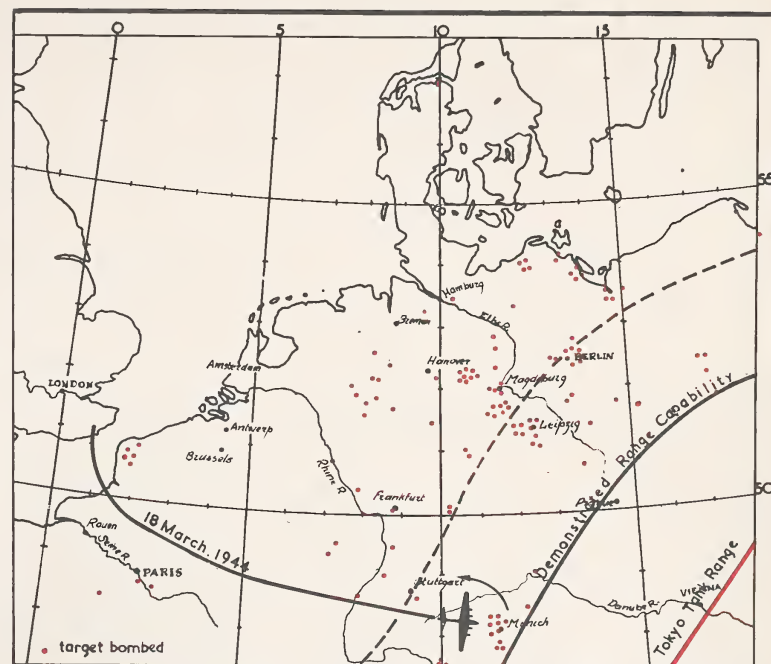 0 5 10 15
55
Hamburg
Elbe R.
Bremen
BERLIN
Hanover
Amsterdam
Magdeburg
LONDON
Leipzig
Antwerp
Brussels
Rhine R
Demonstrated Range Capability
50
Frankfurt
18 March, 1944
Rouen
Seine R.
PARIS
Stuttgart
Tokyo Tank Range
Danube R.
Munich
target bombed